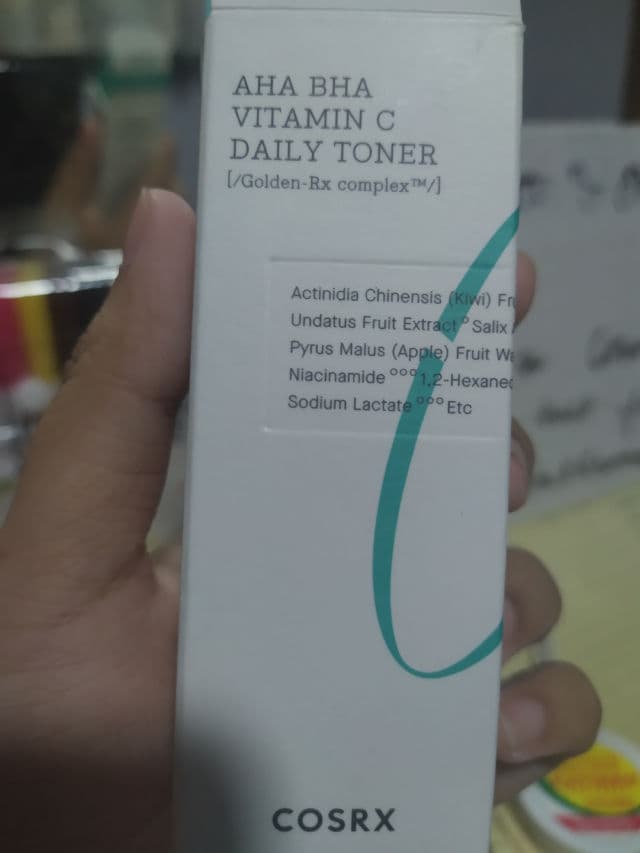 AHA BHA
VITAMIN C
DAILY TONER
[/Golden-Rx complex™/]
Actinidia Chinensis (Kiwi)
Undatus Fruit Extract ° Salix
Pyrus Malus (Apple) Fruit
Niacinamide °°° 1,2-Hexaned
Sodium Lactate °°° Etc
COSRX